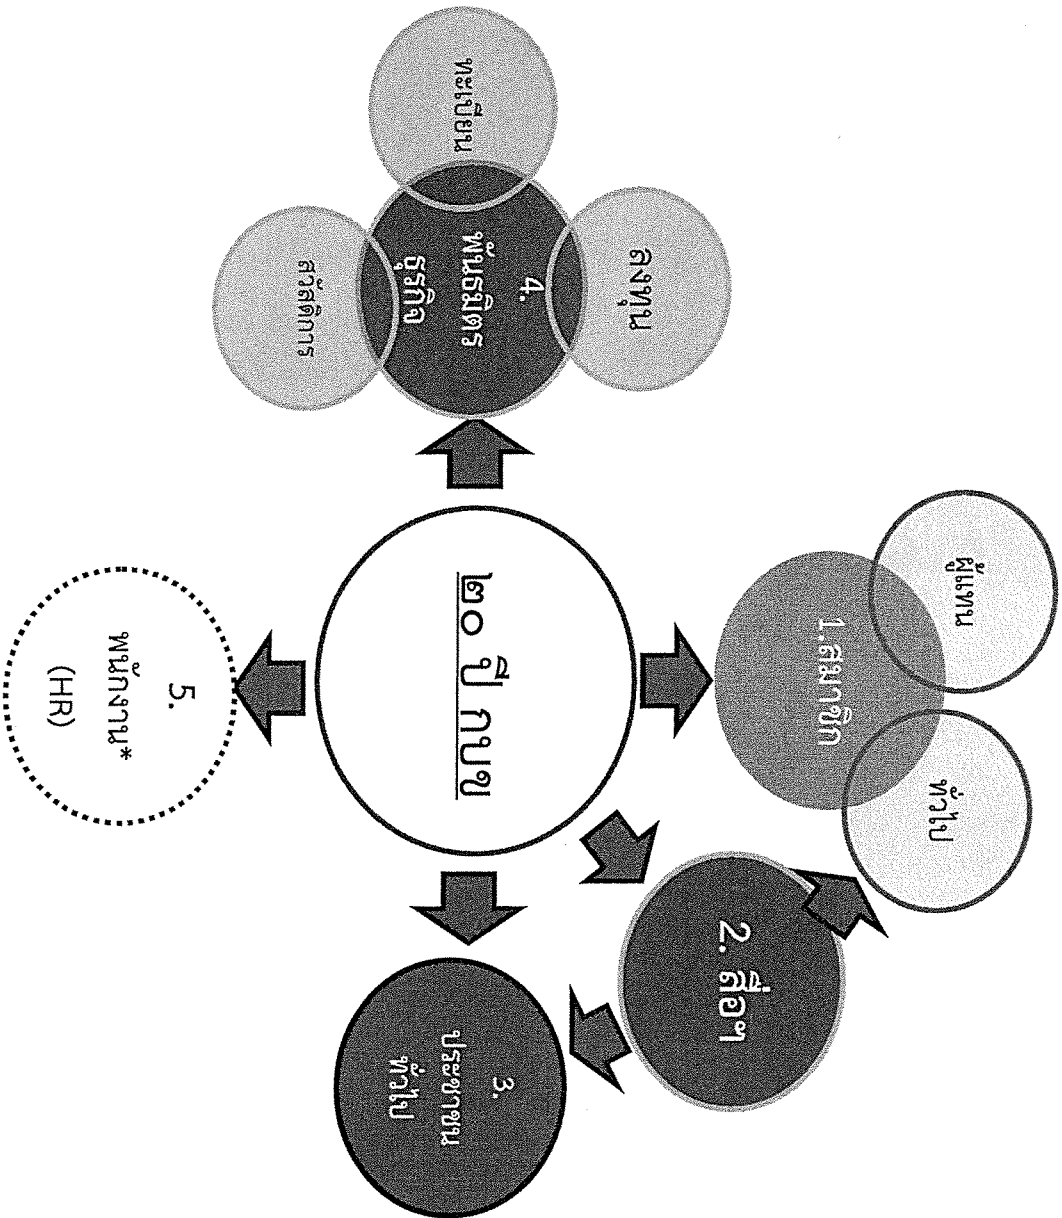 ผู้แทน
ทั่วไป
1.สมาชิก
ลงทุน
ทะเบียน
4.
พันธมิตร
ธุรกิจ
สวัสดิการ
๒๐ ปี กบข
2. สื่อฯ
3.
ประชาชน
ทั่วไป
5.
พนักงาน*
(HR)